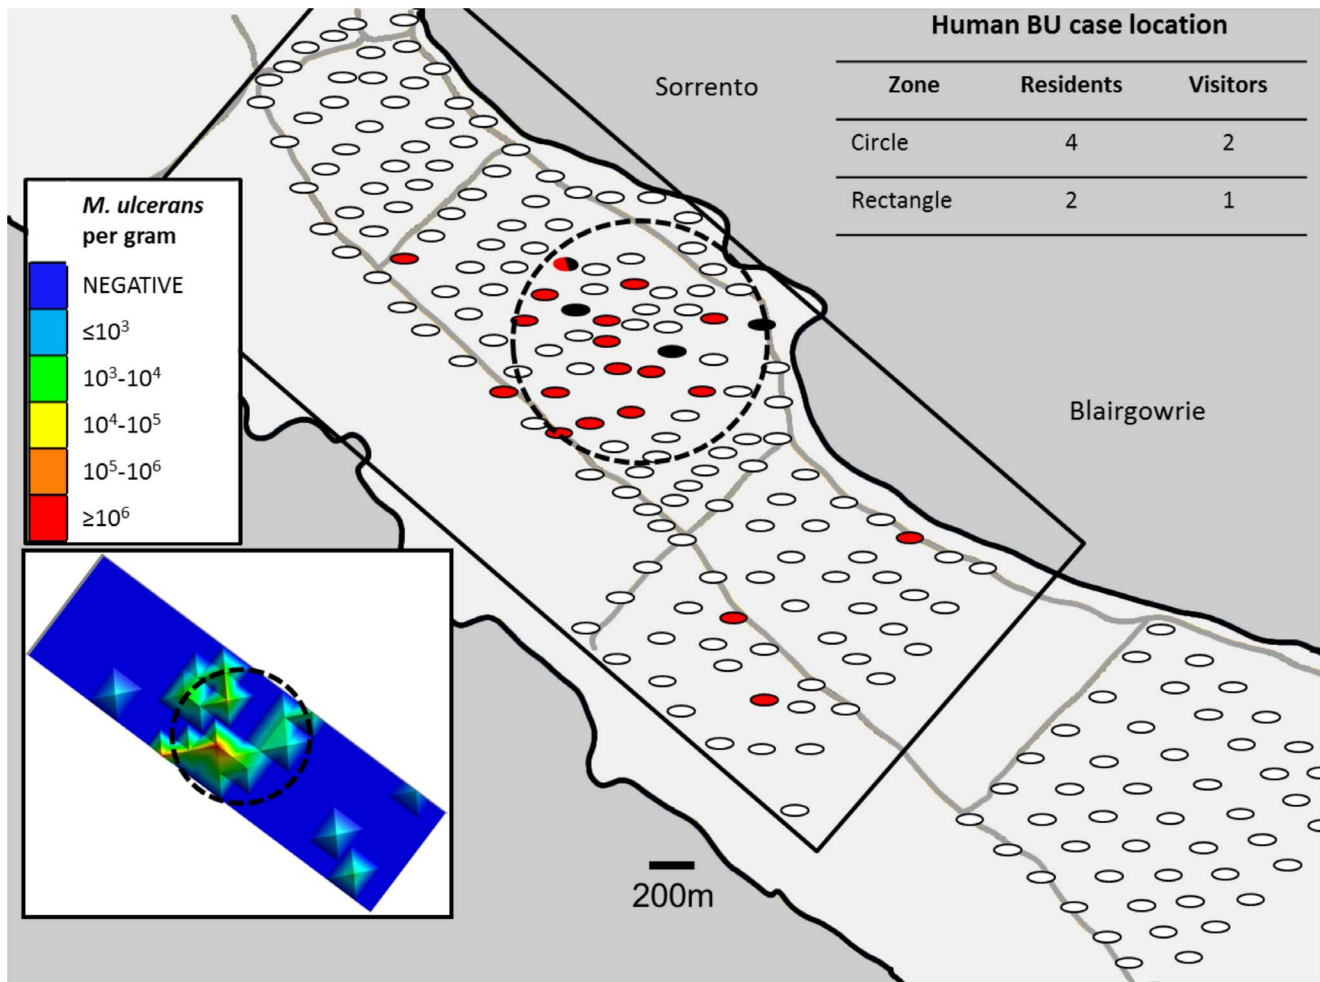 Human BU case location
Sorrento
Zone Residents Visitors
Circle 4 2
Rectangle 2 1
M. ulcerans
per gram
NEGATIVE
≤10³
10³-10⁴
10⁴-10⁵
10⁵-10⁶
≥10⁶
Blairgowrie
200m